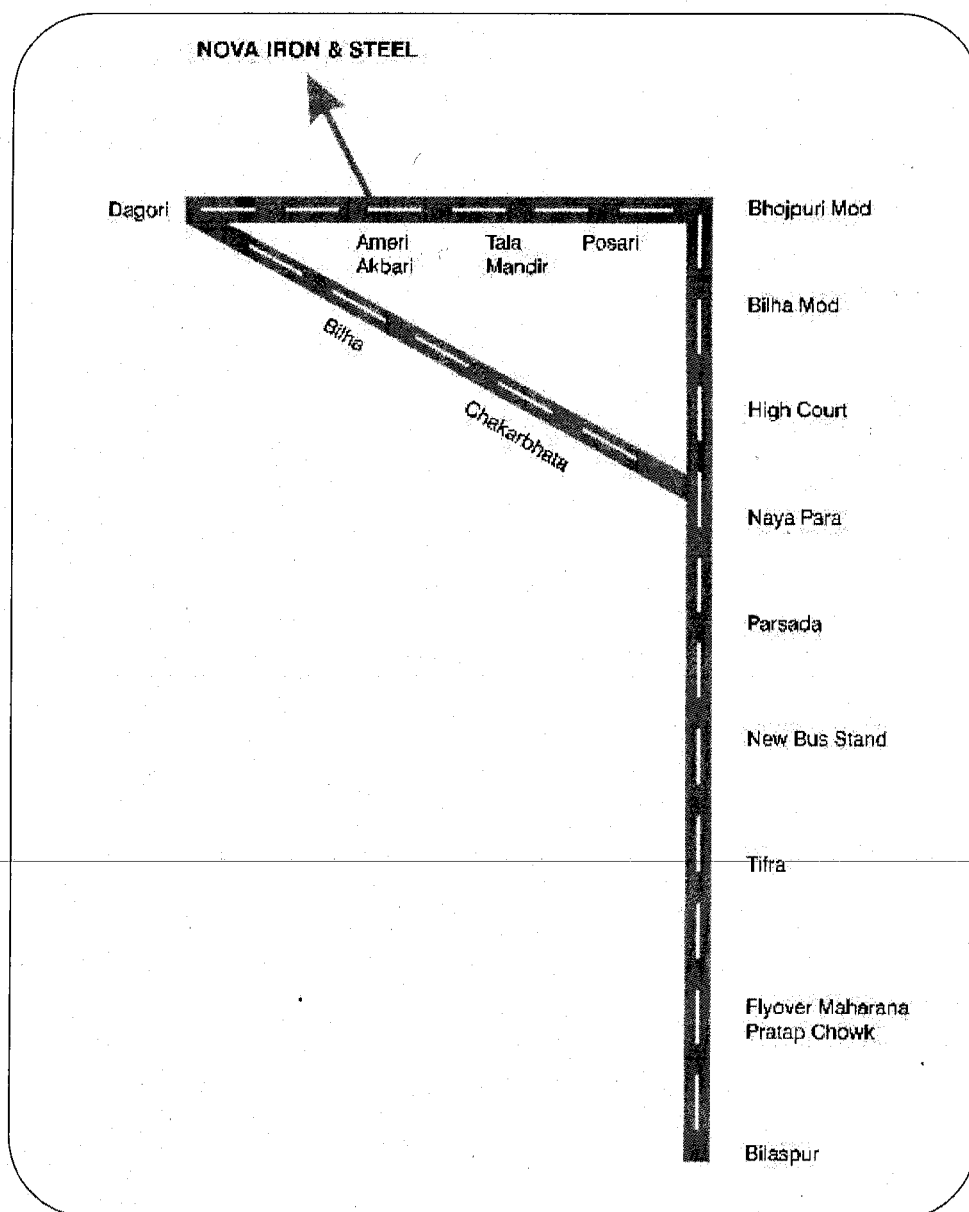 NOVA IRON & STEEL
Dagori
Bhojpuri Mod
Ameri
Akbari
Tala
Mandir
Posari
Bilha Mod
Bilha
High Court
Chakarbhata
Naya Para
Parsada
New Bus Stand
Tifra
Flyover Maharana
Pratap Chowk
Bilaspur